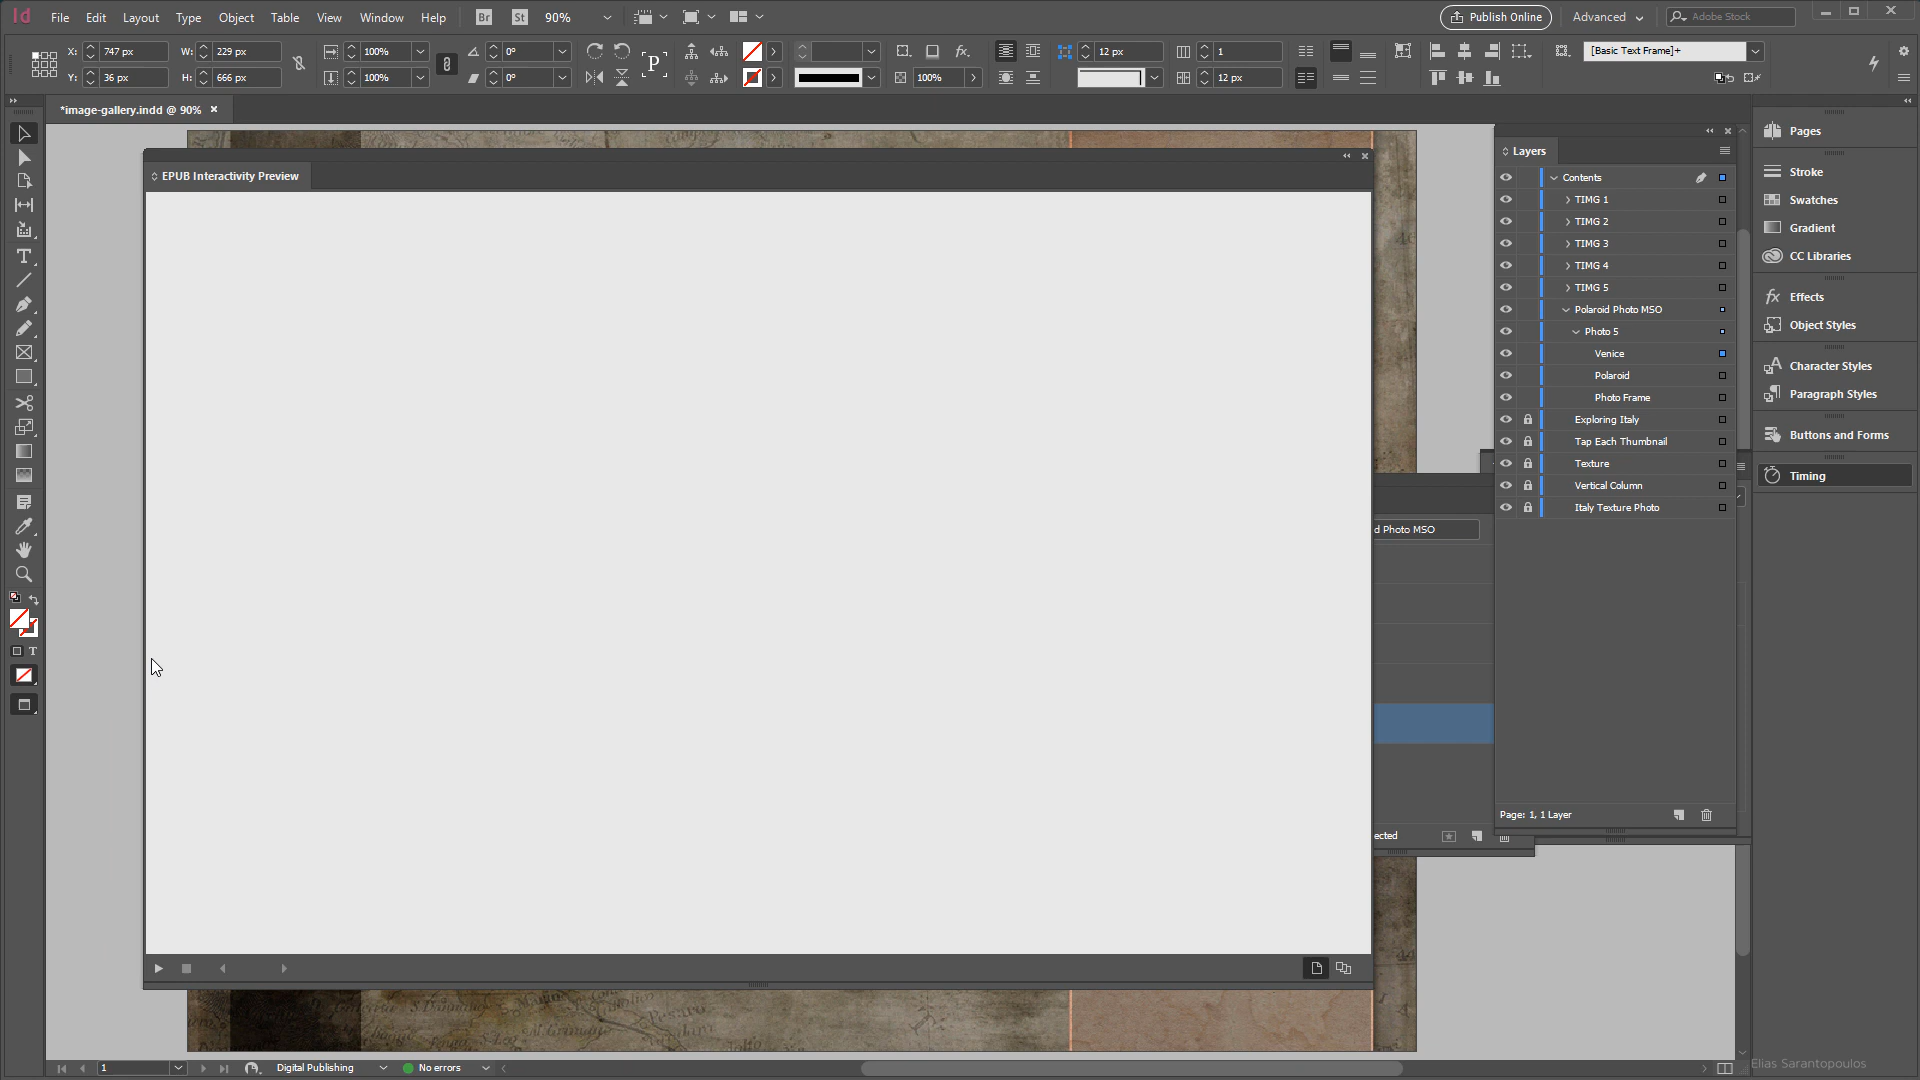 Id File Edit Layout Type Object Table View Window Help Br St 90% Publish Online Advanced Adobe Stock
X: 747 px W: 229 px 100% 0° P fx. 12 px 1 [Basic Text Frame]+
Y: 36 px H: 666 px 100% 0° 100% 12 px
*image-gallery.indd @ 90%
EPUB Interactivity Preview
Layers
Contents
TIMG 1
TIMG 2
TIMG 3
TIMG 4
TIMG 5
Polaroid Photo MSO
Photo 5
Venice
Polaroid
Photo Frame
Exploring Italy
Tap Each Thumbnail
Texture
Vertical Column
Italy Texture Photo
Page: 1, 1 Layer
Pages
Stroke
Swatches
Gradient
CC Libraries
fx Effects
Object Styles
Character Styles
Paragraph Styles
Buttons and Forms
Timing
d Photo MSO
ected
T
T
Pesaro
1 Digital Publishing No errors
Elias Sarantopoulos